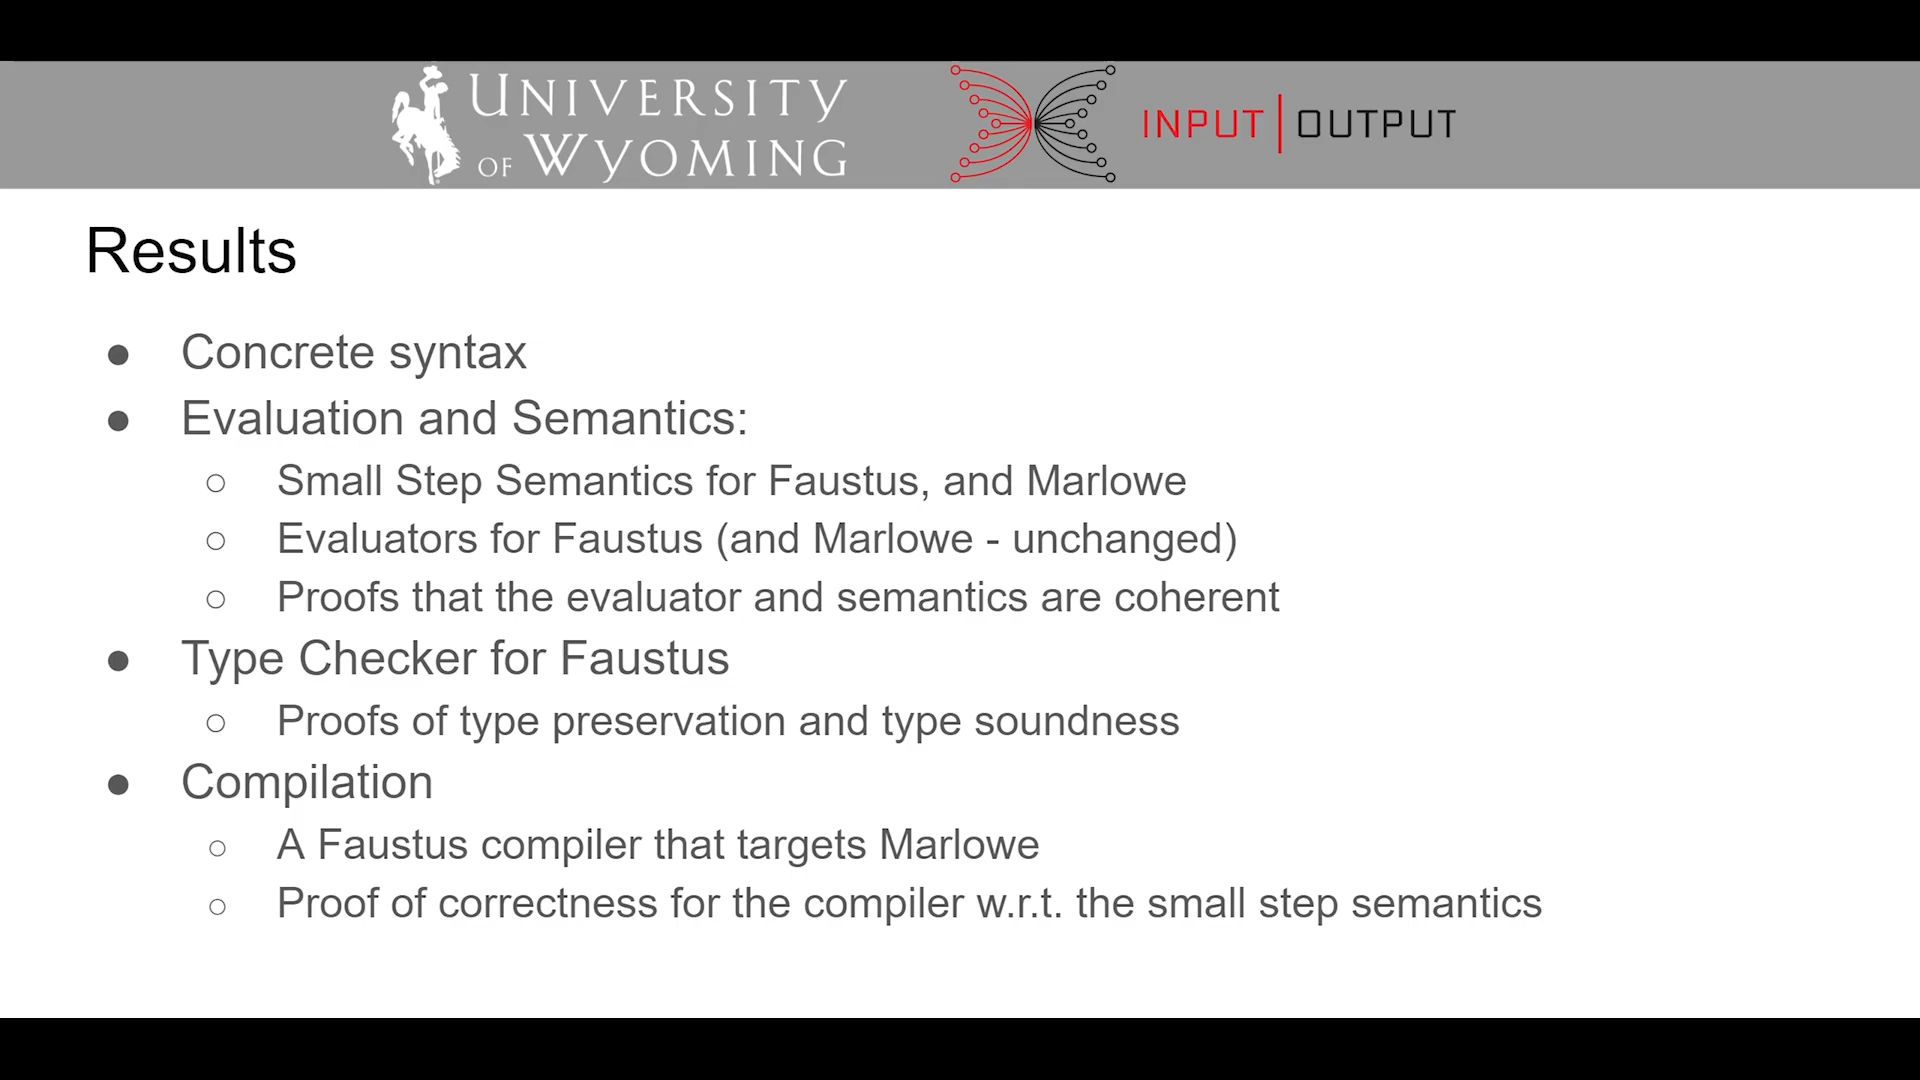 UNIVERSITY
OF WYOMING
INPUT | OUTPUT
Results
● Concrete syntax
● Evaluation and Semantics:
○ Small Step Semantics for Faustus, and Marlowe
○ Evaluators for Faustus (and Marlowe - unchanged)
○ Proofs that the evaluator and semantics are coherent
● Type Checker for Faustus
○ Proofs of type preservation and type soundness
● Compilation
○ A Faustus compiler that targets Marlowe
○ Proof of correctness for the compiler w.r.t. the small step semantics